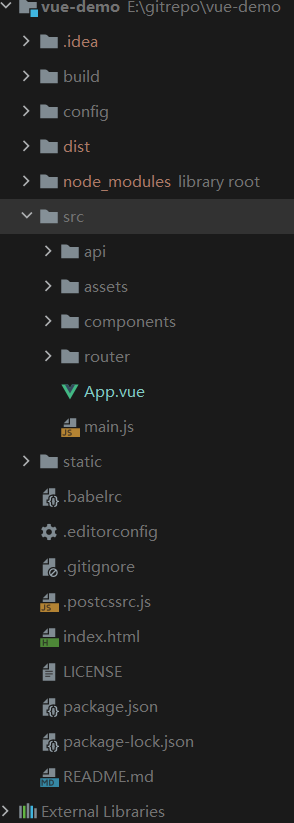 vue-demo E:\gitrepo\vue-demo
.idea
build
config
dist
node_modules library root
src
api
assets
components
router
App.vue
JS main.js
static
.babelrc
.editorconfig
.gitignore
JS .postcssrc.js
H index.html
LICENSE
package.json
package-lock.json
MD README.md
External Libraries